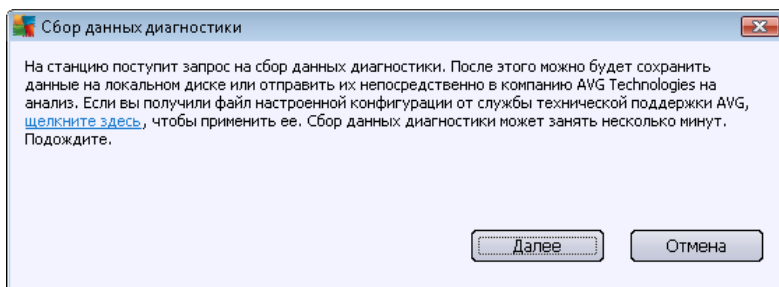 Сбор данных диагностики
На станцию поступит запрос на сбор данных диагностики. После этого можно будет сохранить
данные на локальном диске или отправить их непосредственно в компанию AVG Technologies на
анализ. Если вы получили файл настроенной конфигурации от службы технической поддержки AVG,
щелкните здесь, чтобы применить ее. Сбор данных диагностики может занять несколько минут.
Подождите.
Далее
Отмена